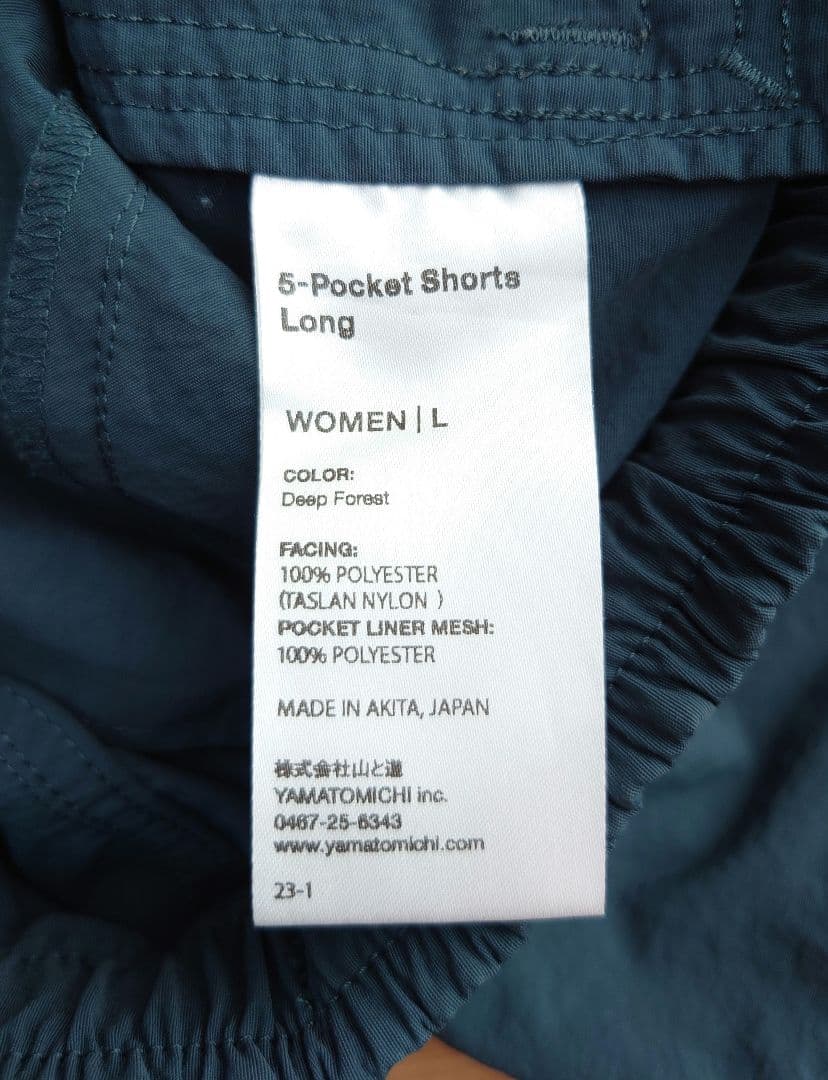 5-Pocket Shorts
Long
WOMEN | L
COLOR:
Deep Forest
FACING:
100% POLYESTER
(TASLAN NYLON )
POCKET LINER MESH:
100% POLYESTER
MADE IN AKITA, JAPAN
株式会社山と道
YAMATOMICHI inc.
0467-25-6343
www.yamatomichi.com
23-1